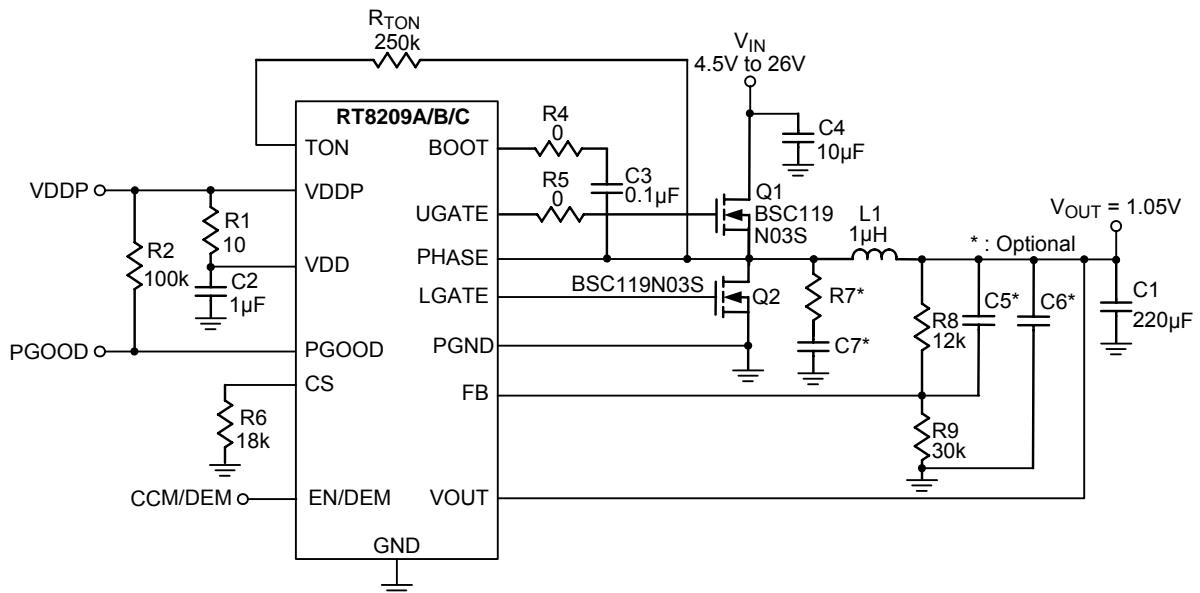 RTON
250k
VIN
4.5V to 26V
RT8209A/B/C
TON
BOOT
R4
0
C4
10µF
VDDP
VDDP
R5
0
C3
0.1µF
Q1
BSC119
N03S
R1
10
UGATE
L1
1µH
VOUT = 1.05V
* : Optional
R2
100k
VDD
PHASE
C2
1µF
LGATE
BSC119N03S
Q2
R7*
R8
12k
C5*
C6*
C1
220µF
PGOOD
PGOOD
PGND
C7*
CS
FB
R6
18k
R9
30k
CCM/DEM
EN/DEM
VOUT
GND